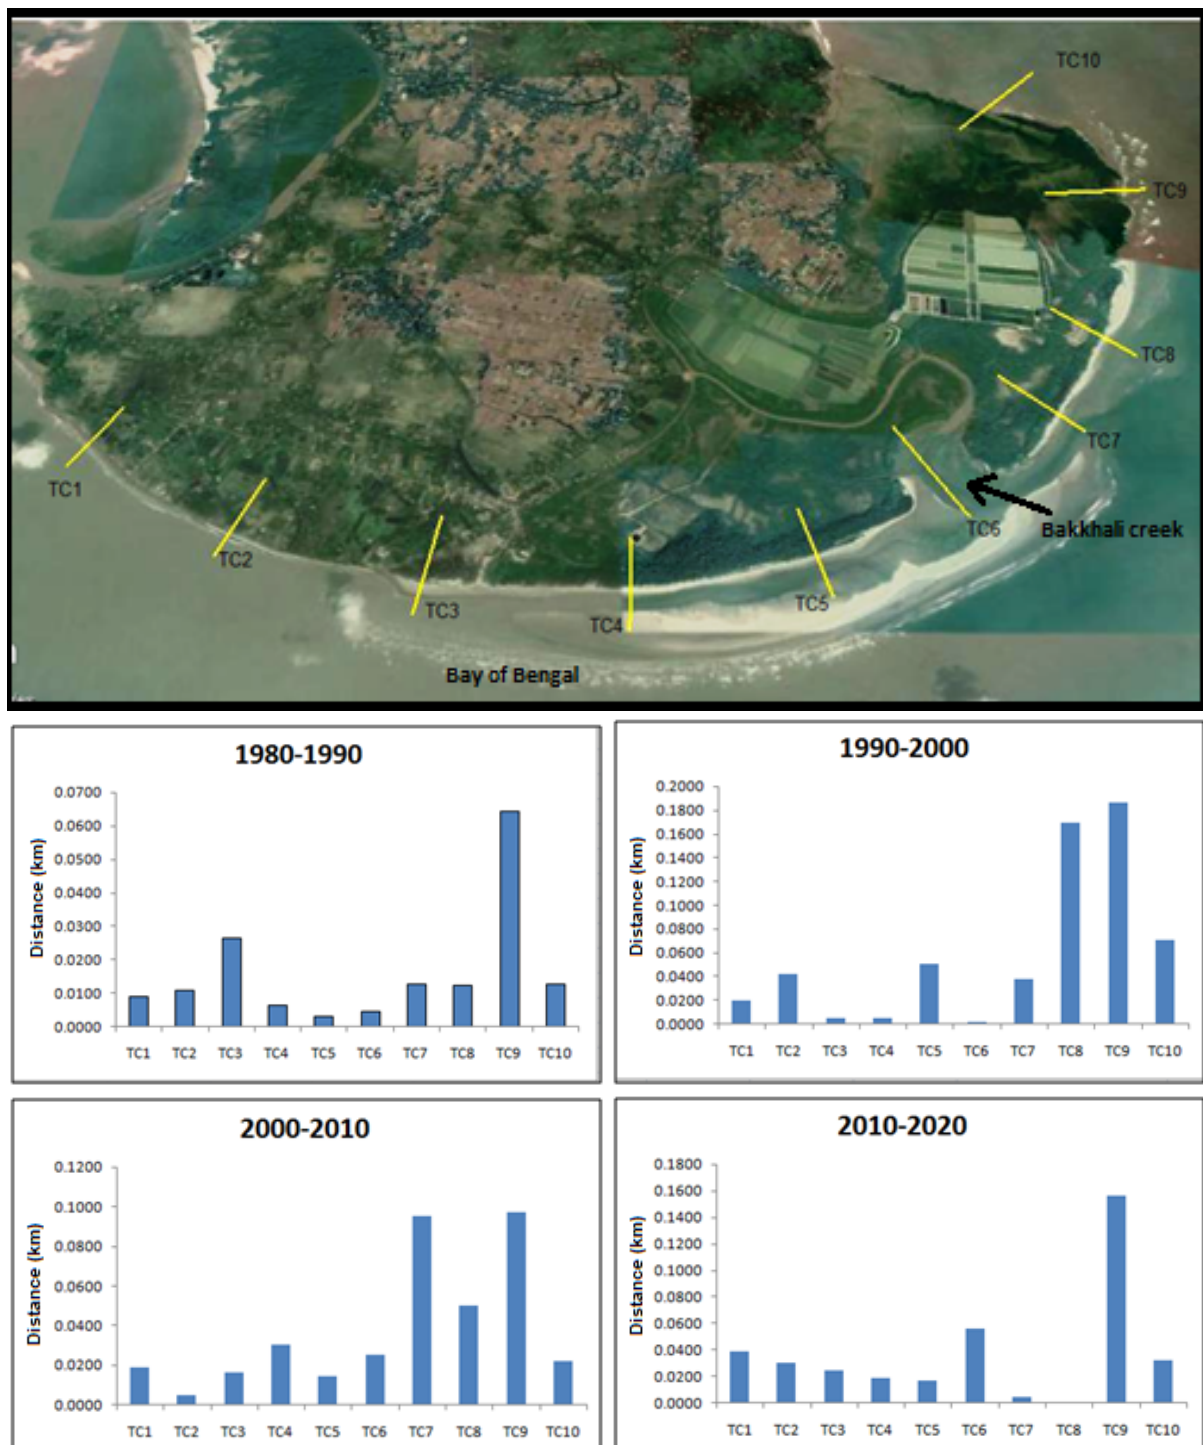 TC10
TC9
TC8
TC7
TC1
TC6
Bakkhali creek
TC2
TC5
TC3
TC4
Bay of Bengal
1980-1990
0.0700
0.0600
0.0500
0.0400
0.0300
0.0200
0.0100
0.0000
Distance (km)
TC1 TC2 TC3 TC4 TC5 TC6 TC7 TC8 TC9 TC10
1990-2000
0.2000
0.1800
0.1600
0.1400
0.1200
0.1000
0.0800
0.0600
0.0400
0.0200
0.0000
Distance (km)
TC1 TC2 TC3 TC4 TC5 TC6 TC7 TC8 TC9 TC10
2000-2010
0.1200
0.1000
0.0800
0.0600
0.0400
0.0200
0.0000
Distance (km)
TC1 TC2 TC3 TC4 TC5 TC6 TC7 TC8 TC9 TC10
2010-2020
0.1800
0.1600
0.1400
0.1200
0.1000
0.0800
0.0600
0.0400
0.0200
0.0000
Distance (km)
TC1 TC2 TC3 TC4 TC5 TC6 TC7 TC8 TC9 TC10